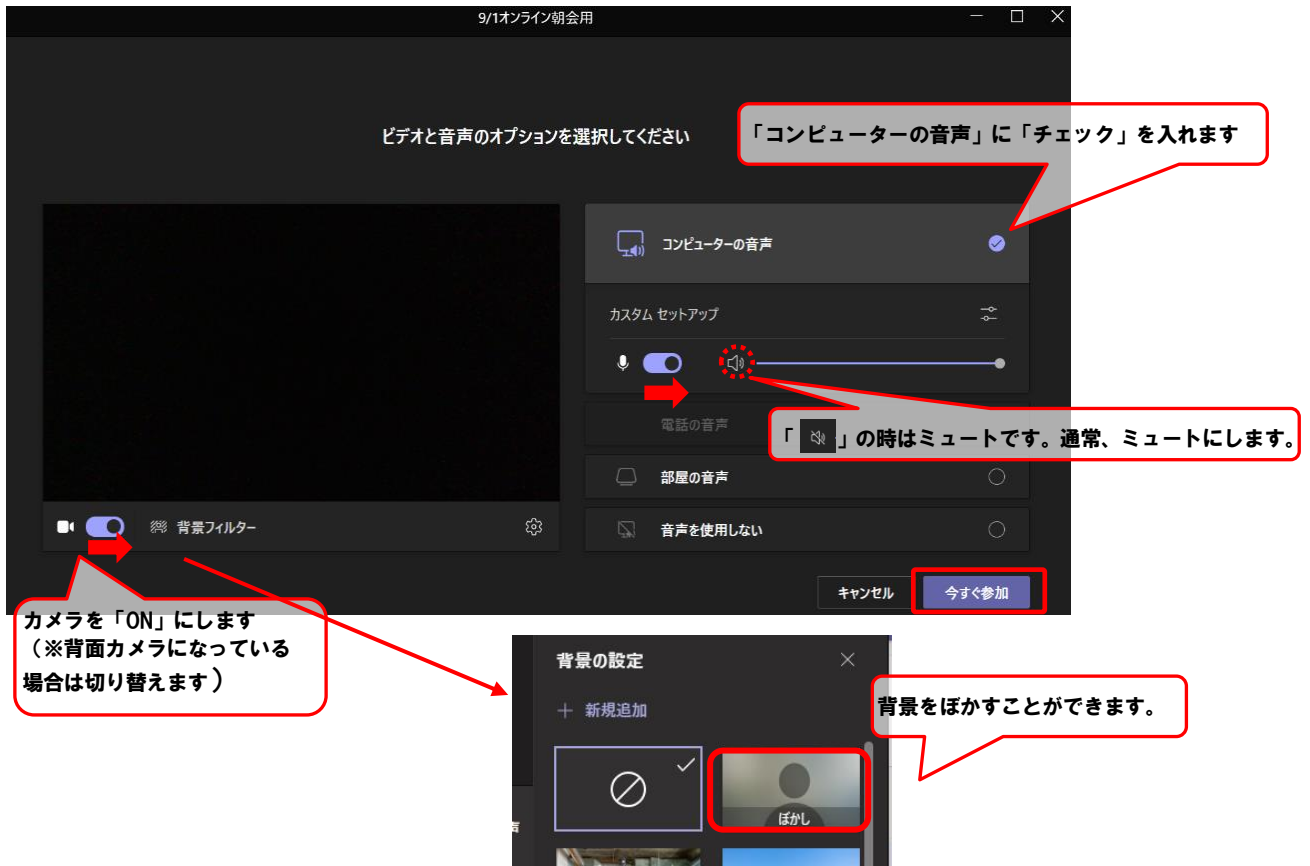 9/1オンライン朝会用
ビデオと音声のオプションを選択してください
「コンピューターの音声」に「チェック」を入れます
コンピューターの音声
カスタム セットアップ
電話の音声
「 」の時はミュートです。通常、ミュートにします。
部屋の音声
背景フィルター
音声を使用しない
キャンセル
今すぐ参加
カメラを「ON」にします
(※背面カメラになっている
場合は切り替えます)
背景の設定
+ 新規追加
背景をぼかすことができます。
ぼかし
声